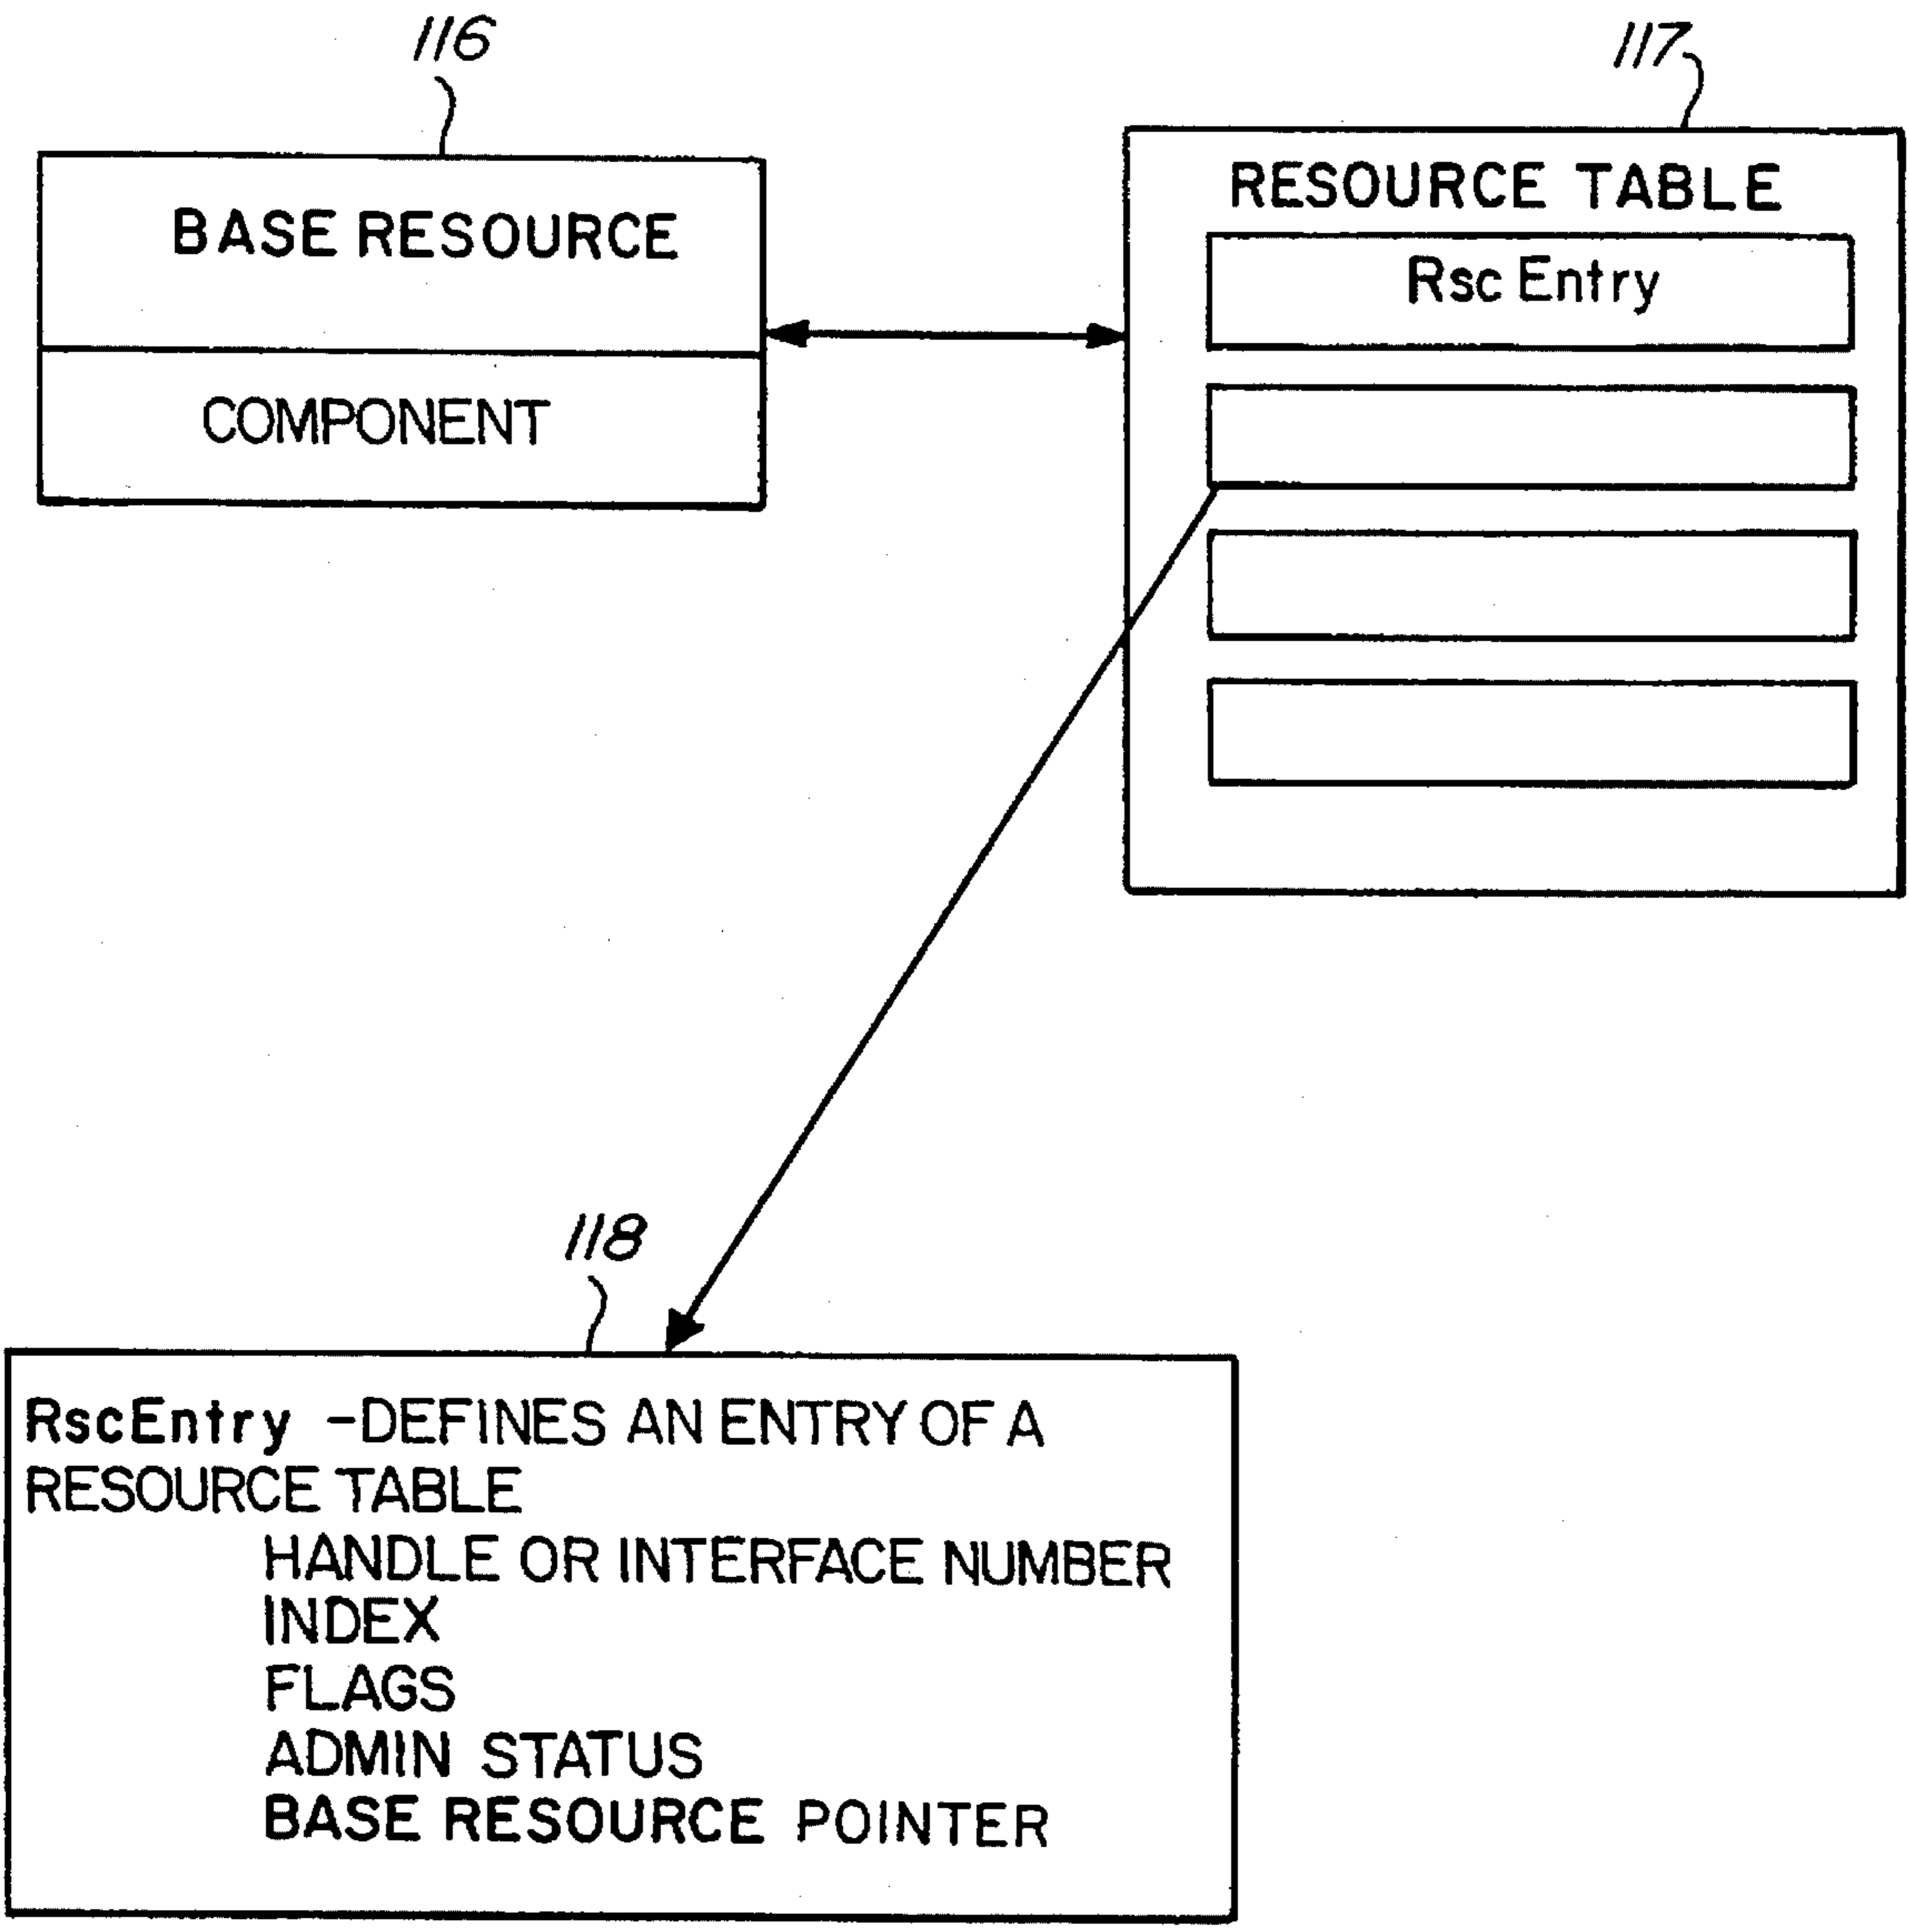 116
117
BASE RESOURCE
COMPONENT
RESOURCE TABLE
Rsc Entry
118
RscEntry -DEFINES AN ENTRY OF A
RESOURCE TABLE
HANDLE OR INTERFACE NUMBER
INDEX
FLAGS
ADMIN STATUS
BASE RESOURCE POINTER